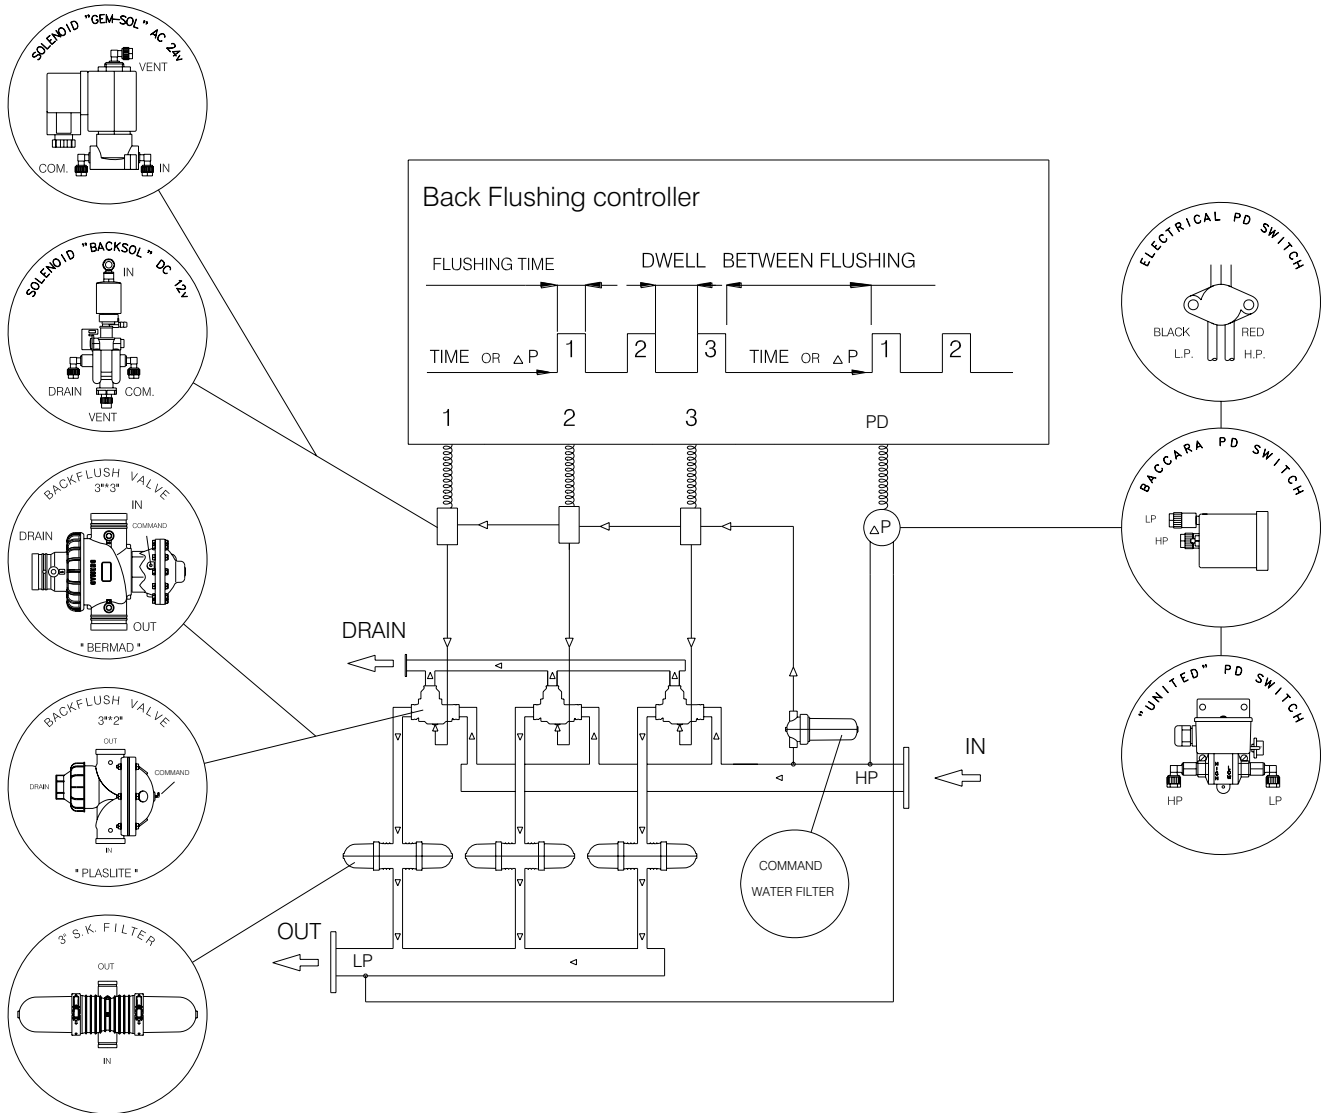 SOLENOID "GEM-SOL" AC 24v
VENT
COM.
IN
SOLENOID "BACKSOL" DC 12v
IN
DRAIN
COM.
VENT
BACKFLUSH VALVE
3"*3"
IN
COMMAND
DRAIN
BERMAD
OUT
" BERMAD "
BACKFLUSH VALVE
3"*2"
OUT
COMMAND
DRAIN
IN
" PLASLITE "
3" S.K. FILTER
OUT
IN
Back Flushing controller
FLUSHING TIME
DWELL
BETWEEN FLUSHING
TIME OR △ P
1
2
3
TIME OR △ P
1
2
1
2
3
PD
△P
DRAIN
IN
HP
COMMAND
WATER FILTER
OUT
LP
ELECTRICAL PD SWITCH
BLACK
RED
L.P.
H.P.
BACCARA PD SWITCH
LP
HP
"UNITED" PD SWITCH
HP
LP